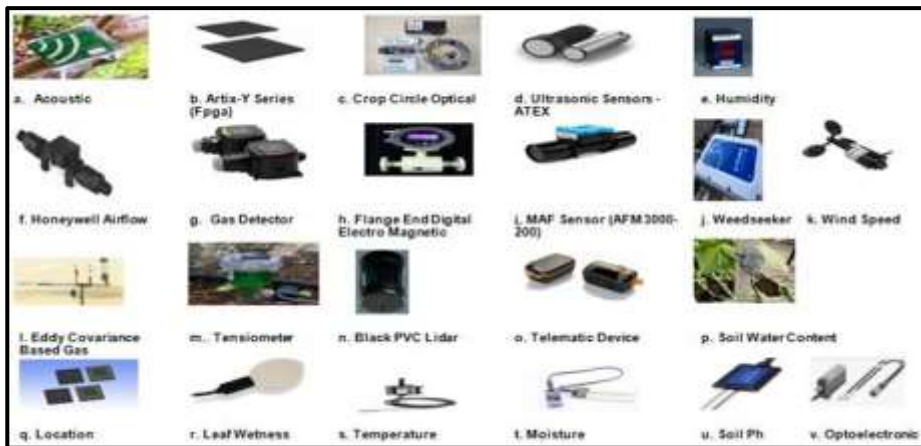 a. Acoustic
b. Artix-Y Series
(Fpga)
c. Crop Circle Optical
d. Ultrasonic Sensors -
ATEX
e. Humidity
f. Honeywell Airflow
g. Gas Detector
h. Flange End Digital
Electro Magnetic
i. MAF Sensor (AFM3000-
200)
j. Weedseeker
k. Wind Speed
l. Eddy Covariance
Based Gas
m. Tensiometer
n. Black PVC Lidar
o. Telematic Device
p. Soil Water Content
q. Location
r. Leaf Wetness
s. Temperature
t. Moisture
u. Soil Ph
v. Optoelectronic